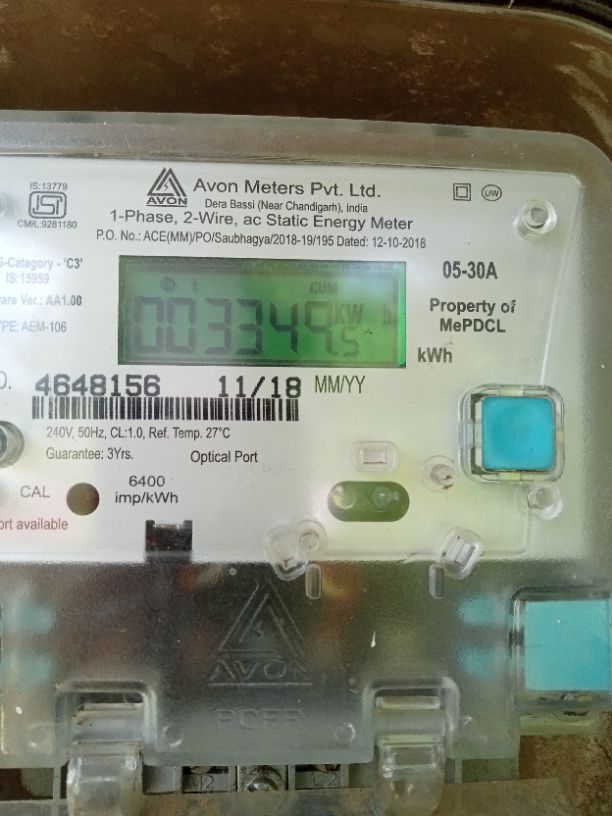 IS:13779
ISI
CM/L:9281180
AVON
Avon Meters Pvt. Ltd.
Dera Bassi (Near Chandigarh), India
1-Phase, 2-Wire, ac Static Energy Meter
P.O. No.: ACE(MM)/PO/Saubhagya/2018-19/195 Dated: 12-10-2018
UW
S-Category - 'C3'
IS:15959
ware Ver.: AA1.00
YPE: AEM-106
CUM
003349.5 KW h
05-30A
Property of
MePDCL
kWh
O. 4648156 11/18 MM/YY
240V, 50Hz, CL:1.0, Ref. Temp. 27°C
Guarantee: 3Yrs. Optical Port
CAL
6400
imp/kWh
ort available
AVON